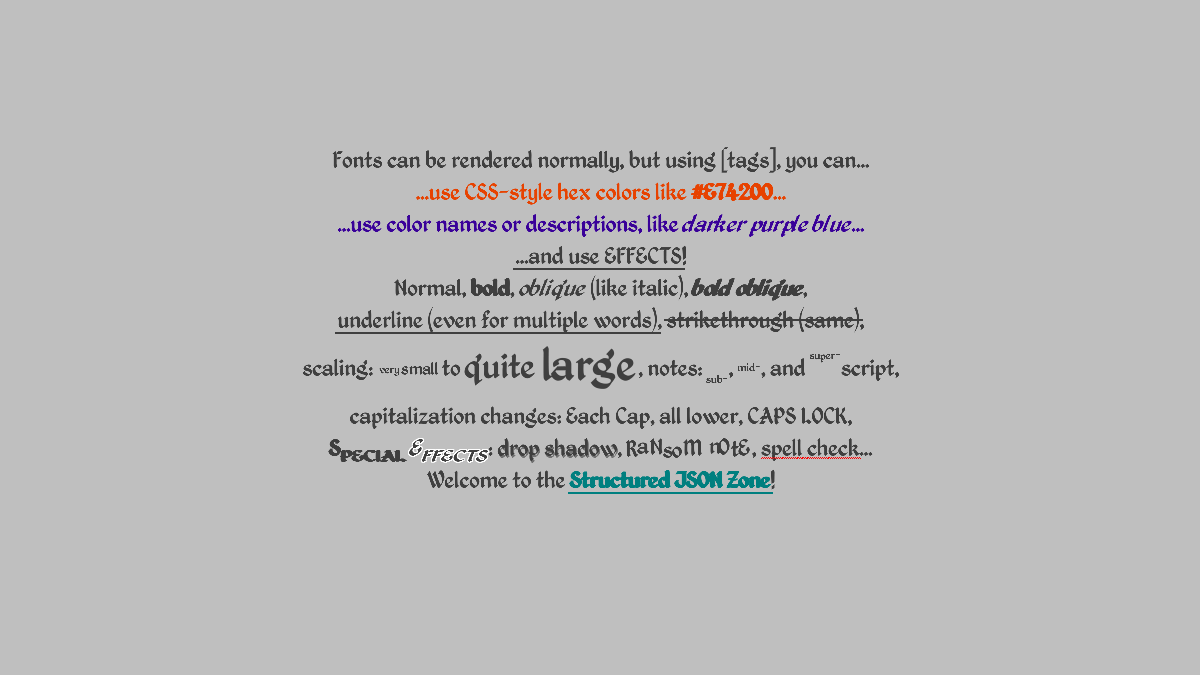 Fonts can be rendered normally, but using [tags], you can...
...use CSS-style hex colors like #E74200...
...use color names or descriptions, like darker purple blue...
...and use EFFECTS!
Normal, bold, oblique (like italic), bold oblique,
underline (even for multiple words), strikethrough (same),
scaling: very small to quite large, notes: sub-, mid-, and super-script,
capitalization changes: Each Cap, all lower, CAPS LOCK,
SPECIAL EFFECTS: drop shadow, RaNsoM nOtE, spell check...
Welcome to the Structured JSON Zone!